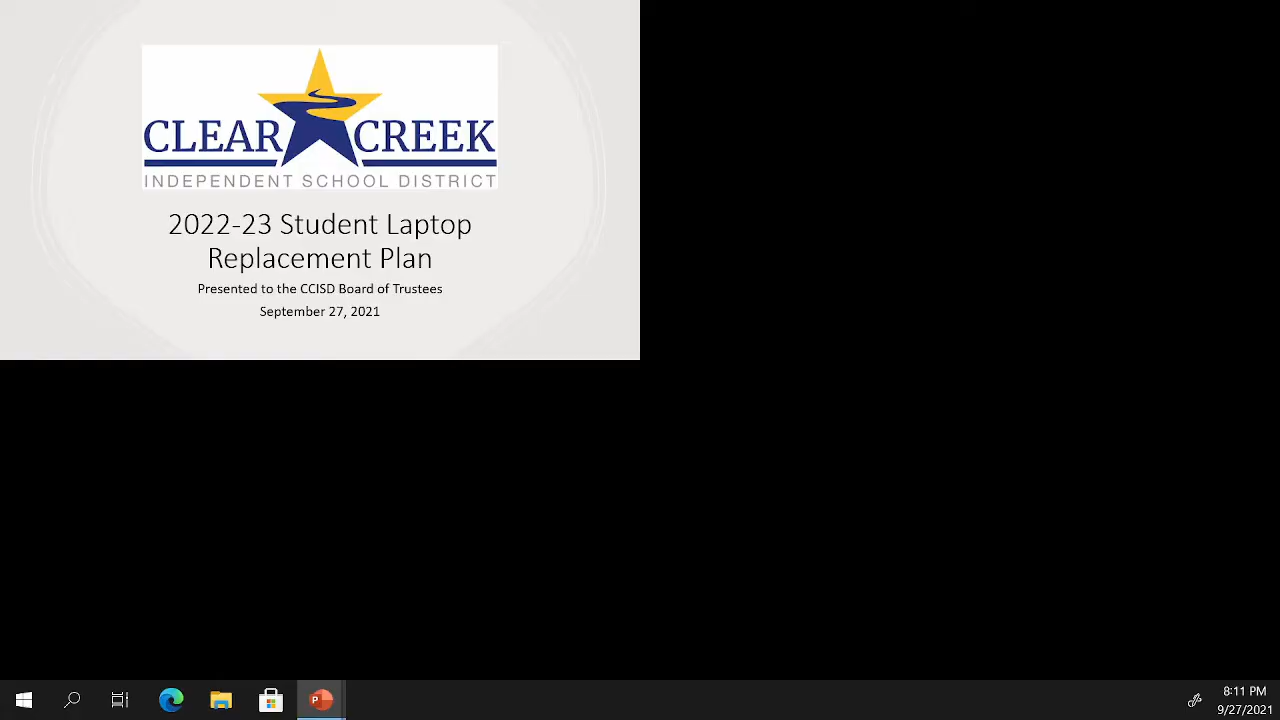 CLEAR CREEK
INDEPENDENT SCHOOL DISTRICT
2022-23 Student Laptop
Replacement Plan
Presented to the CCISD Board of Trustees
September 27, 2021
P
8:11 PM
9/27/2021